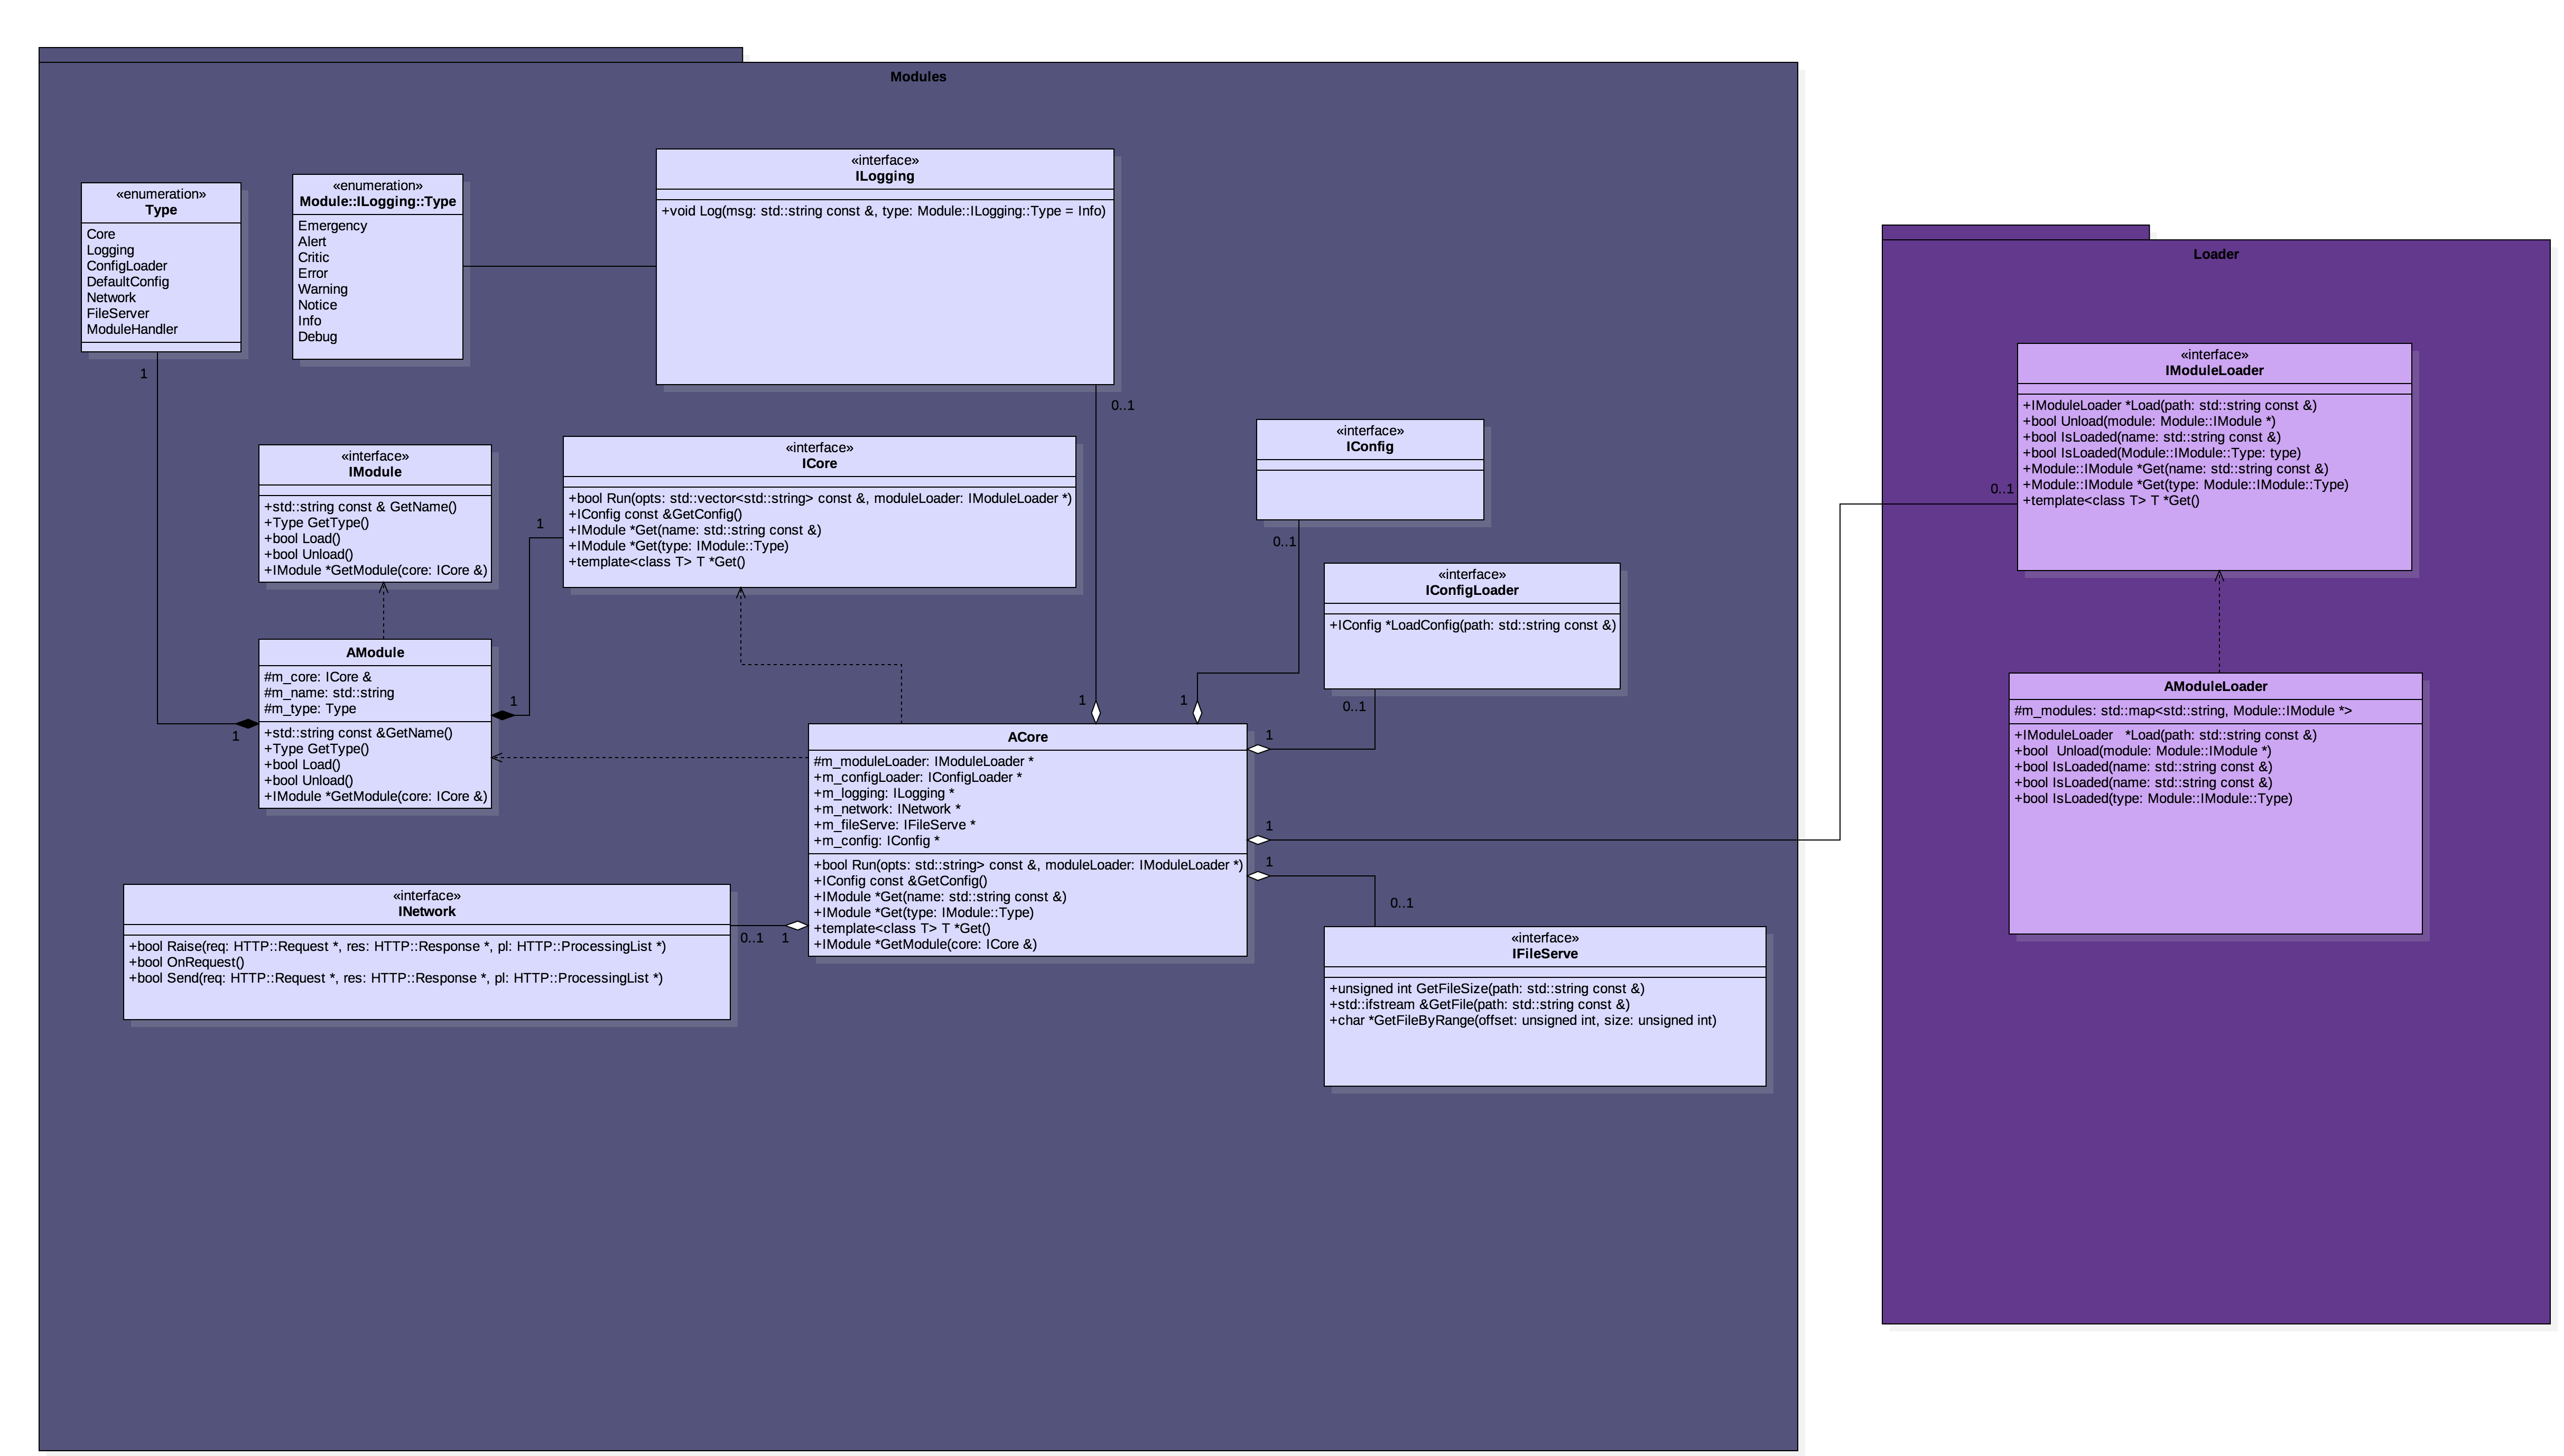 Modules
«enumeration»
Type
Core
Logging
ConfigLoader
DefaultConfig
Network
FileServer
ModuleHandler
1
«enumeration»
Module::ILogging::Type
Emergency
Alert
Critic
Error
Warning
Notice
Info
Debug
«interface»
ILogging
+void Log(msg: std::string const &, type: Module::ILogging::Type = Info)
0..1
«interface»
IModule
+std::string const & GetName()
+Type GetType()
+bool Load()
+bool Unload()
+IModule *GetModule(core: ICore &)
«interface»
ICore
+bool Run(opts: std::vector<std::string> const &, moduleLoader: IModuleLoader *)
+IConfig const &GetConfig()
+IModule *Get(name: std::string const &)
+IModule *Get(type: IModule::Type)
+template<class T> T *Get()
1
«interface»
IConfig
0..1
«interface»
IConfigLoader
+IConfig *LoadConfig(path: std::string const &)
0..1
AModule
#m_core: ICore &
#m_name: std::string
#m_type: Type
+std::string const &GetName()
+Type GetType()
+bool Load()
+bool Unload()
+IModule *GetModule(core: ICore &)
1
1
1
1
1
1
1
ACore
#m_moduleLoader: IModuleLoader *
+m_configLoader: IConfigLoader *
+m_logging: ILogging *
+m_network: INetwork *
+m_fileServe: IFileServe *
+m_config: IConfig *
+bool Run(opts: std::string> const &, moduleLoader: IModuleLoader *)
+IConfig const &GetConfig()
+IModule *Get(name: std::string const &)
+IModule *Get(type: IModule::Type)
+template<class T> T *Get()
+IModule *GetModule(core: ICore &)
«interface»
INetwork
+bool Raise(req: HTTP::Request *, res: HTTP::Response *, pl: HTTP::ProcessingList *)
+bool OnRequest()
+bool Send(req: HTTP::Request *, res: HTTP::Response *, pl: HTTP::ProcessingList *)
0..1 1
0..1
«interface»
IFileServe
+unsigned int GetFileSize(path: std::string const &)
+std::ifstream &GetFile(path: std::string const &)
+char *GetFileByRange(offset: unsigned int, size: unsigned int)
Loader
«interface»
IModuleLoader
+IModuleLoader *Load(path: std::string const &)
+bool Unload(module: Module::IModule *)
+bool IsLoaded(name: std::string const &)
+bool IsLoaded(Module::IModule::Type: type)
+Module::IModule *Get(name: std::string const &)
+Module::IModule *Get(type: Module::IModule::Type)
+template<class T> T *Get()
0..1
AModuleLoader
#m_modules: std::map<std::string, Module::IModule *>
+IModuleLoader   *Load(path: std::string const &)
+bool  Unload(module: Module::IModule *)
+bool IsLoaded(name: std::string const &)
+bool IsLoaded(name: std::string const &)
+bool IsLoaded(type: Module::IModule::Type)